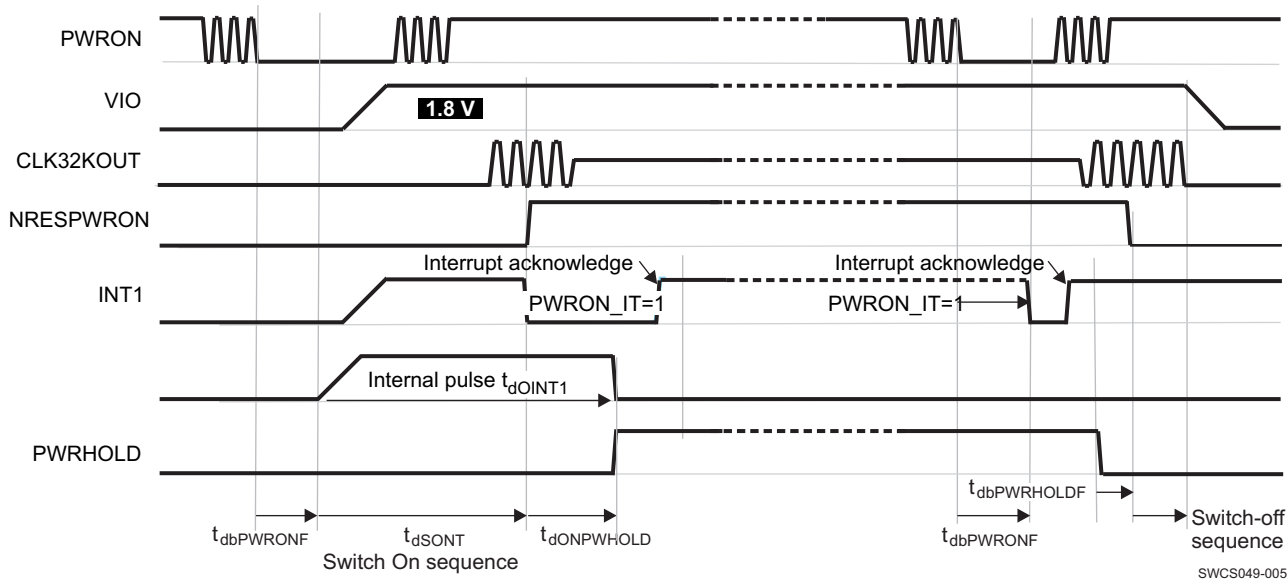 PWRON
VIO
1.8 V
CLK32KOUT
NRESPWRON
Interrupt acknowledge
Interrupt acknowledge
INT1
PWRON_IT=1
PWRON_IT=1
Internal pulse tdOINT1
PWRHOLD
tdbPWRHOLDF
tdbPWRONF
tdSONT
tdONPWHOLD
tdbPWRONF
Switch-off
sequence
Switch On sequence
SWCS049-005